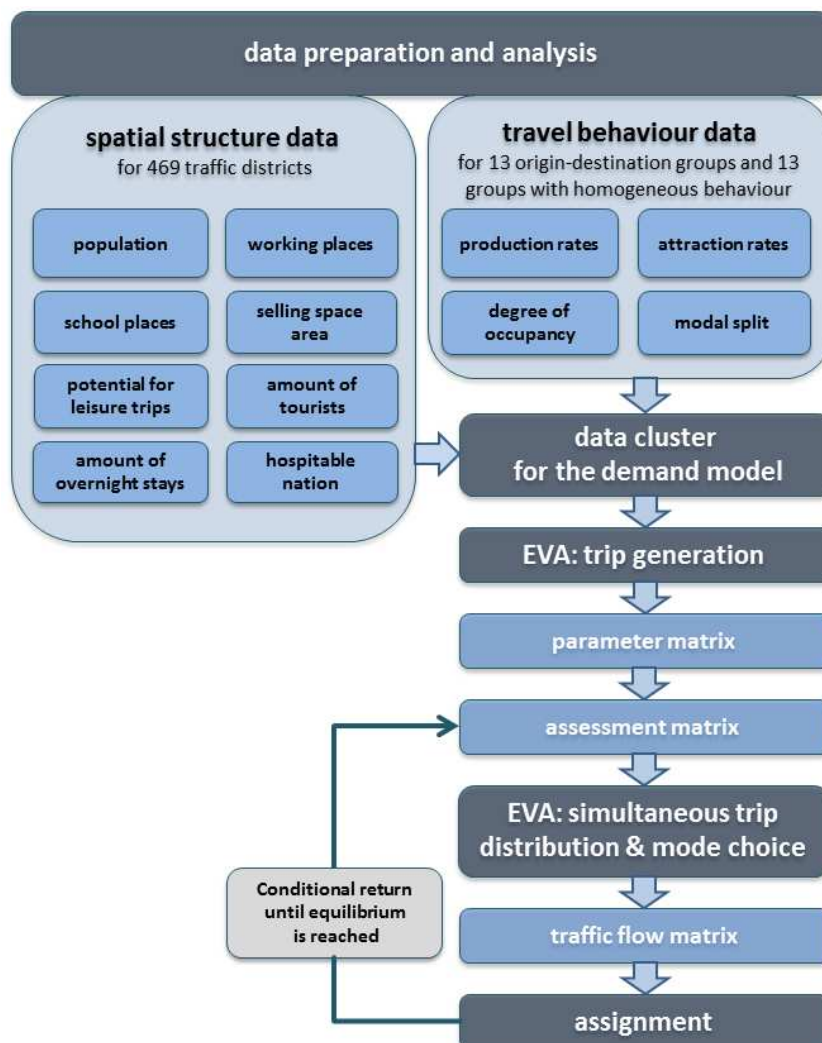 data preparation and analysis
spatial structure data
for 469 traffic districts
population
working places
school places
selling space
area
potential for
leisure trips
amount of
tourists
amount of
overnight stays
hospitable
nation
travel behaviour data
for 13 origin-destination groups and 13
groups with homogeneous behaviour
production rates
attraction rates
degree of
occupancy
modal split
data cluster
for the demand model
EVA: trip generation
parameter matrix
assessment matrix
EVA: simultaneous trip
distribution & mode choice
Conditional return
until equilibrium
is reached
traffic flow matrix
assignment